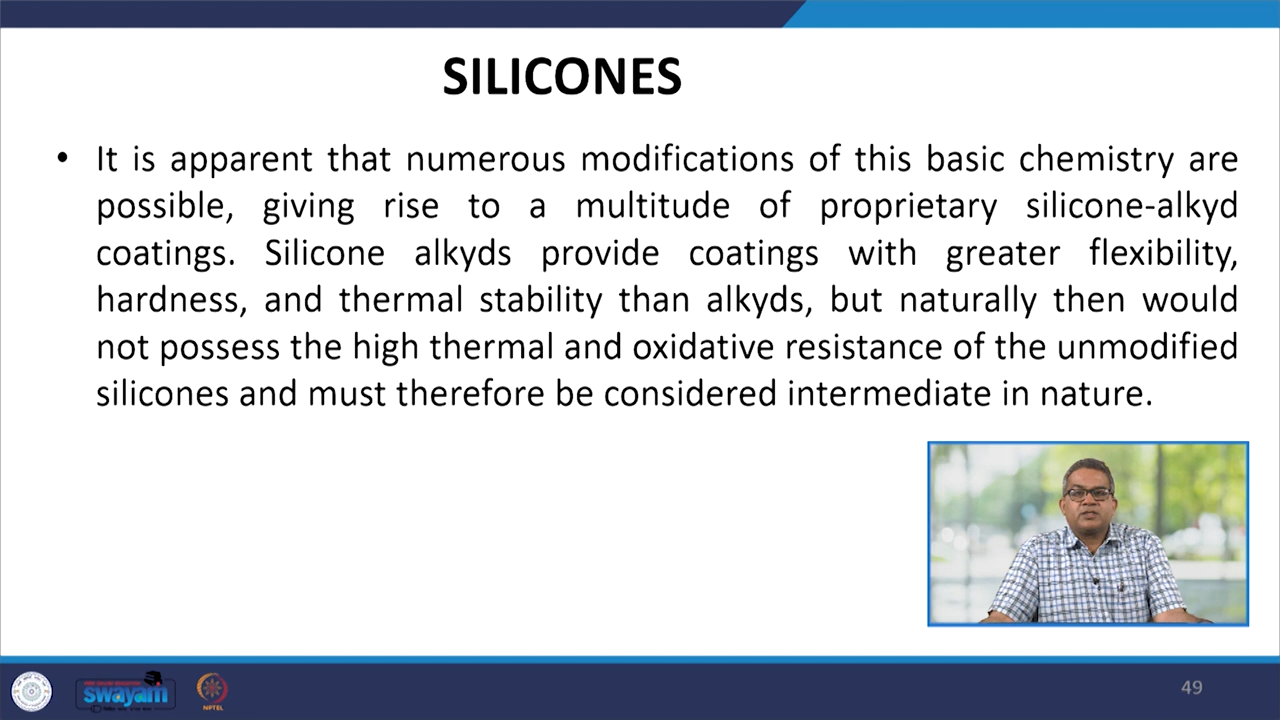 SILICONES
• It is apparent that numerous modifications of this basic chemistry are
possible, giving rise to a multitude of proprietary silicone-alkyd
coatings. Silicone alkyds provide coatings with greater flexibility,
hardness, and thermal stability than alkyds, but naturally then would
not possess the high thermal and oxidative resistance of the unmodified
silicones and must therefore be considered intermediate in nature.
swayam
NPTEL
49